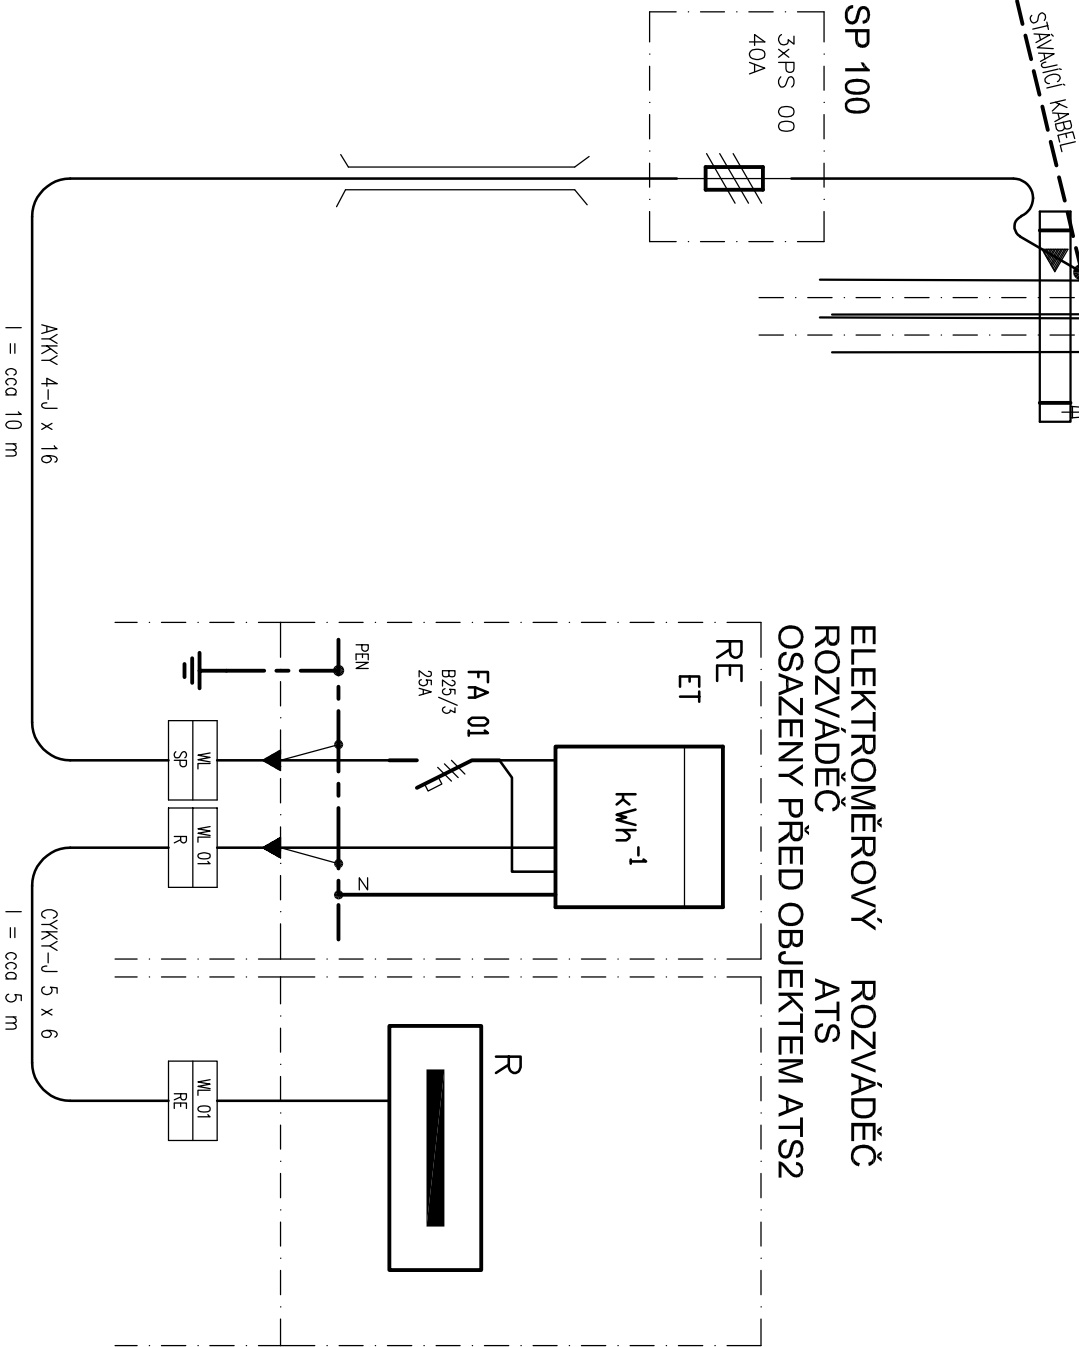 STÁVAJÍCÍ KABEL
SP 100
3xPS 00
40A
AYKY 4-J x 16
l = cca 10 m
ELEKTROMĚROVÝ
ROZVÁDĚČ
OSAZENY PŘED OBJEKTEM ATS2
ROZVÁDĚČ
ATS
RE
ET
kWh-1
FA 01
B25/3
25A
PEN
N
WL
SP
WL 01
R
CYKY-J 5 x 6
l = cca 5 m
R
WL 01
RE